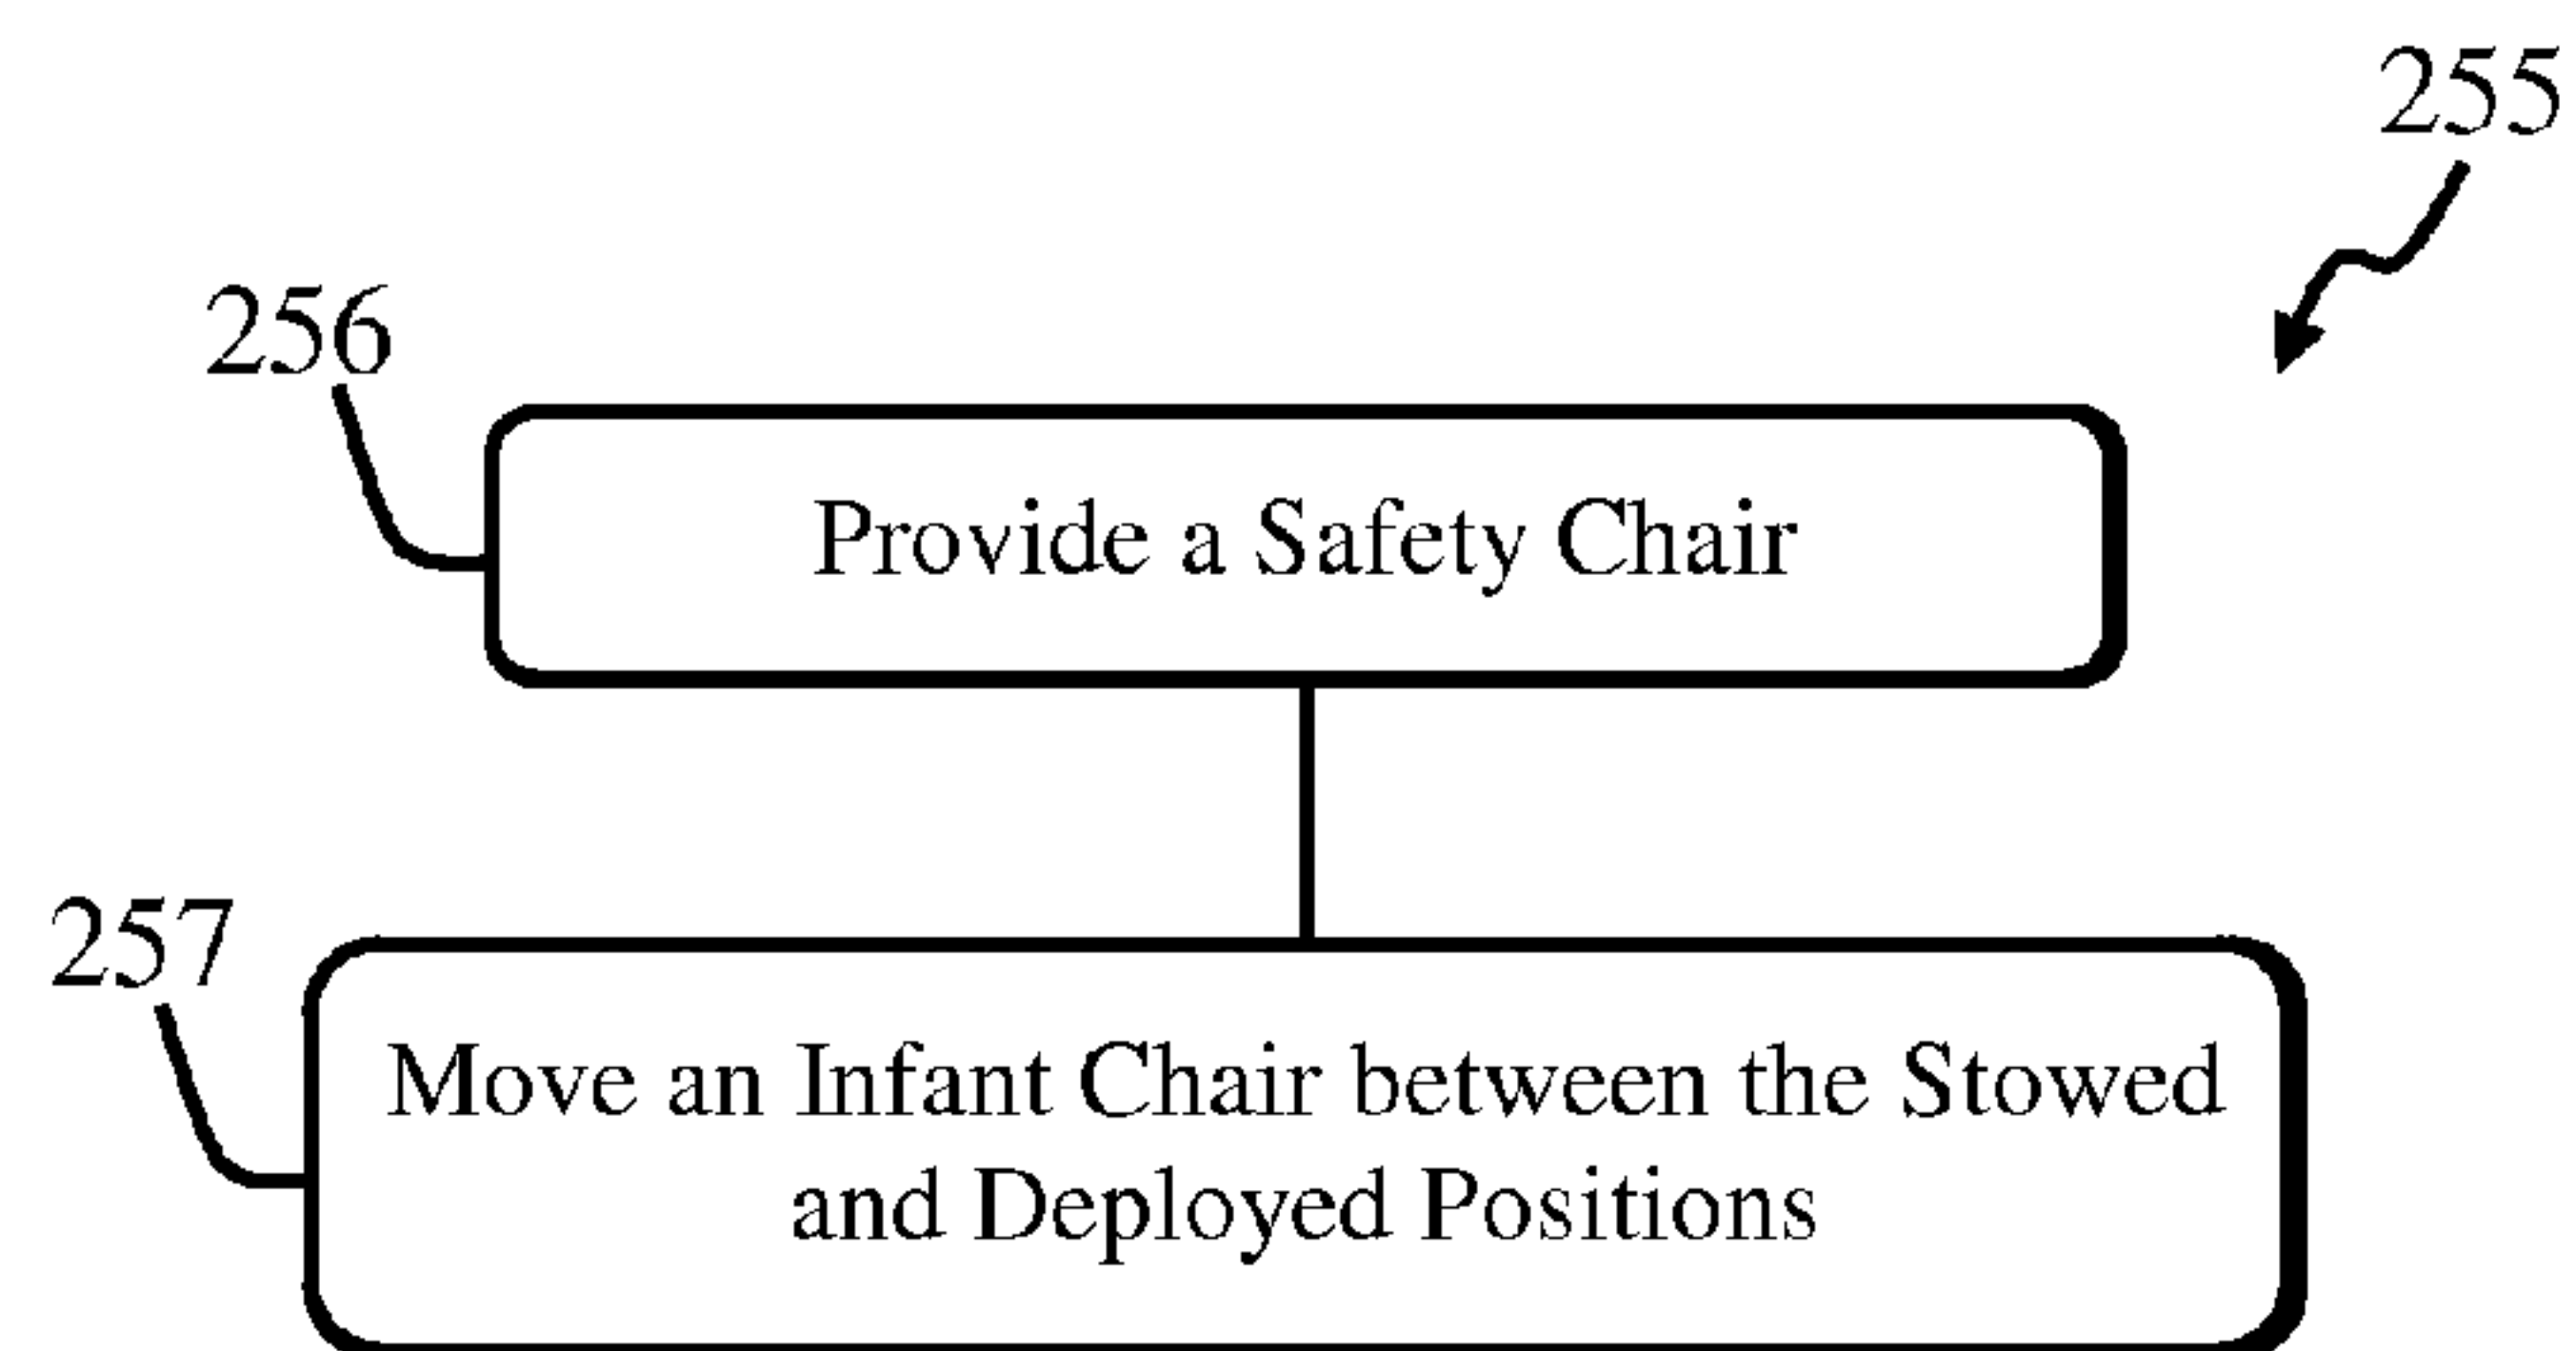 255
256
Provide a Safety Chair
257
Move an Infant Chair between the Stowed
and Deployed Positions